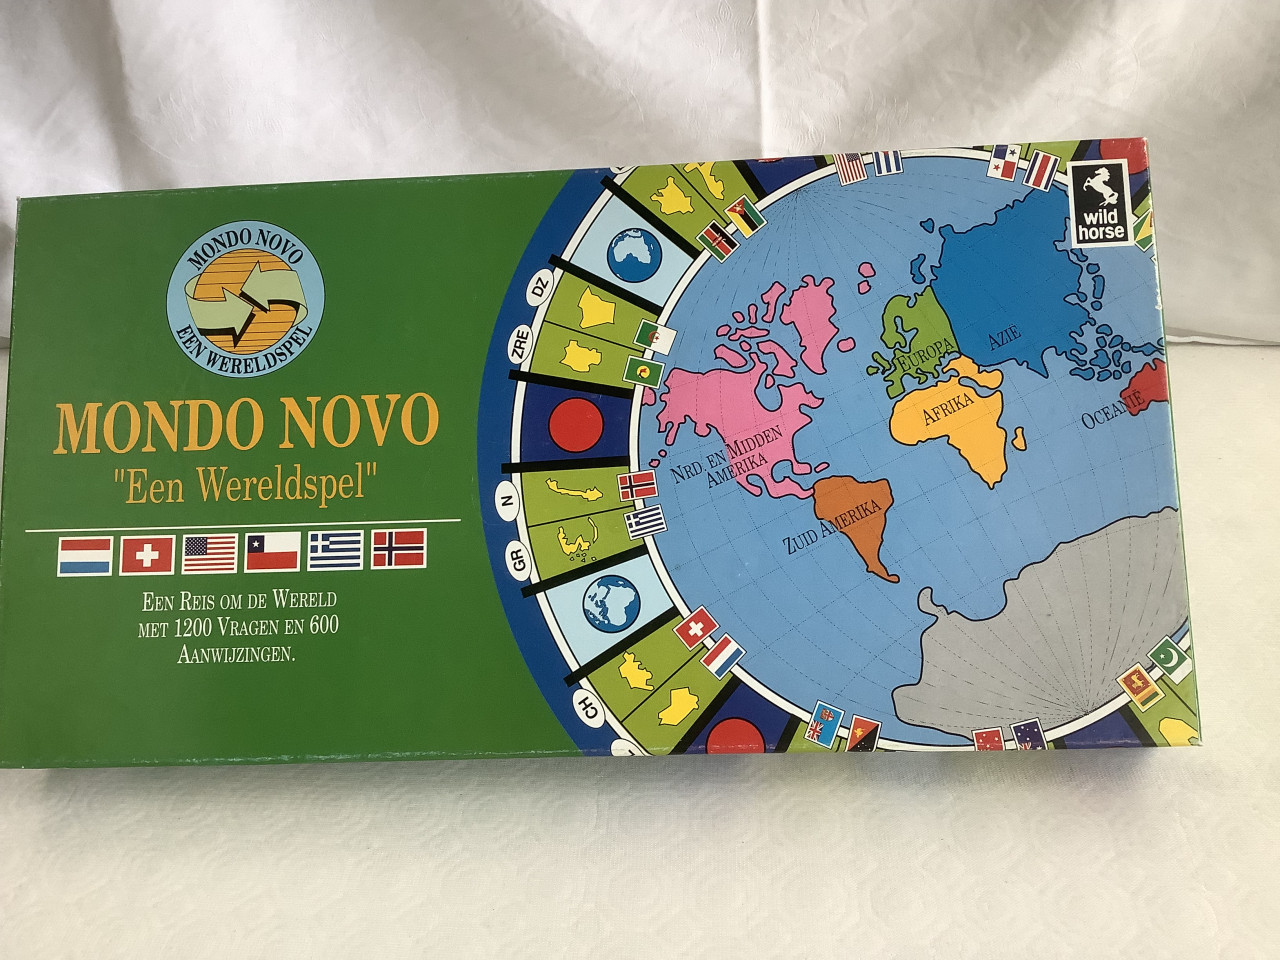 MONDO NOVO
EEN WERELDSPEL
MONDO NOVO
"Een Wereldspel"
EEN REIS OM DE WERELD
MET 1200 VRAGEN EN 600
AANWIJZINGEN.
DZ
ZRE
N
GR
CH
NRD. EN MIDDEN
AMERIKA
ZUID AMERIKA
EUROPA
AFRIKA
AZIE
OCEANIE
wild
horse